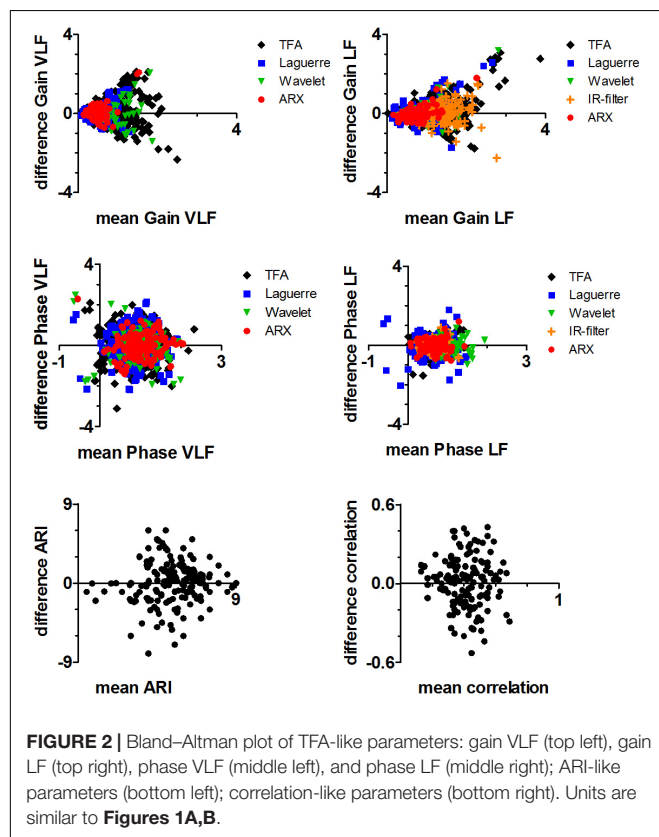 difference Gain VLF
4
0
-4
4
mean Gain VLF
TFA
Laguerre
Wavelet
ARX
difference Gain LF
4
0
-4
4
mean Gain LF
TFA
Laguerre
Wavelet
IR-filter
ARX
difference Phase VLF
4
-1
3
-4
mean Phase VLF
TFA
Laguerre
Wavelet
ARX
difference Phase LF
4
-1
3
-4
mean Phase LF
TFA
Laguerre
Wavelet
IR-filter
ARX
difference ARI
9
0
-9
9
mean ARI
difference correlation
0.6
0.0
-0.6
1
mean correlation
FIGURE 2 | Bland–Altman plot of TFA-like parameters: gain VLF (top left), gain
LF (top right), phase VLF (middle left), and phase LF (middle right); ARI-like
parameters (bottom left); correlation-like parameters (bottom right). Units are
similar to Figures 1A,B.